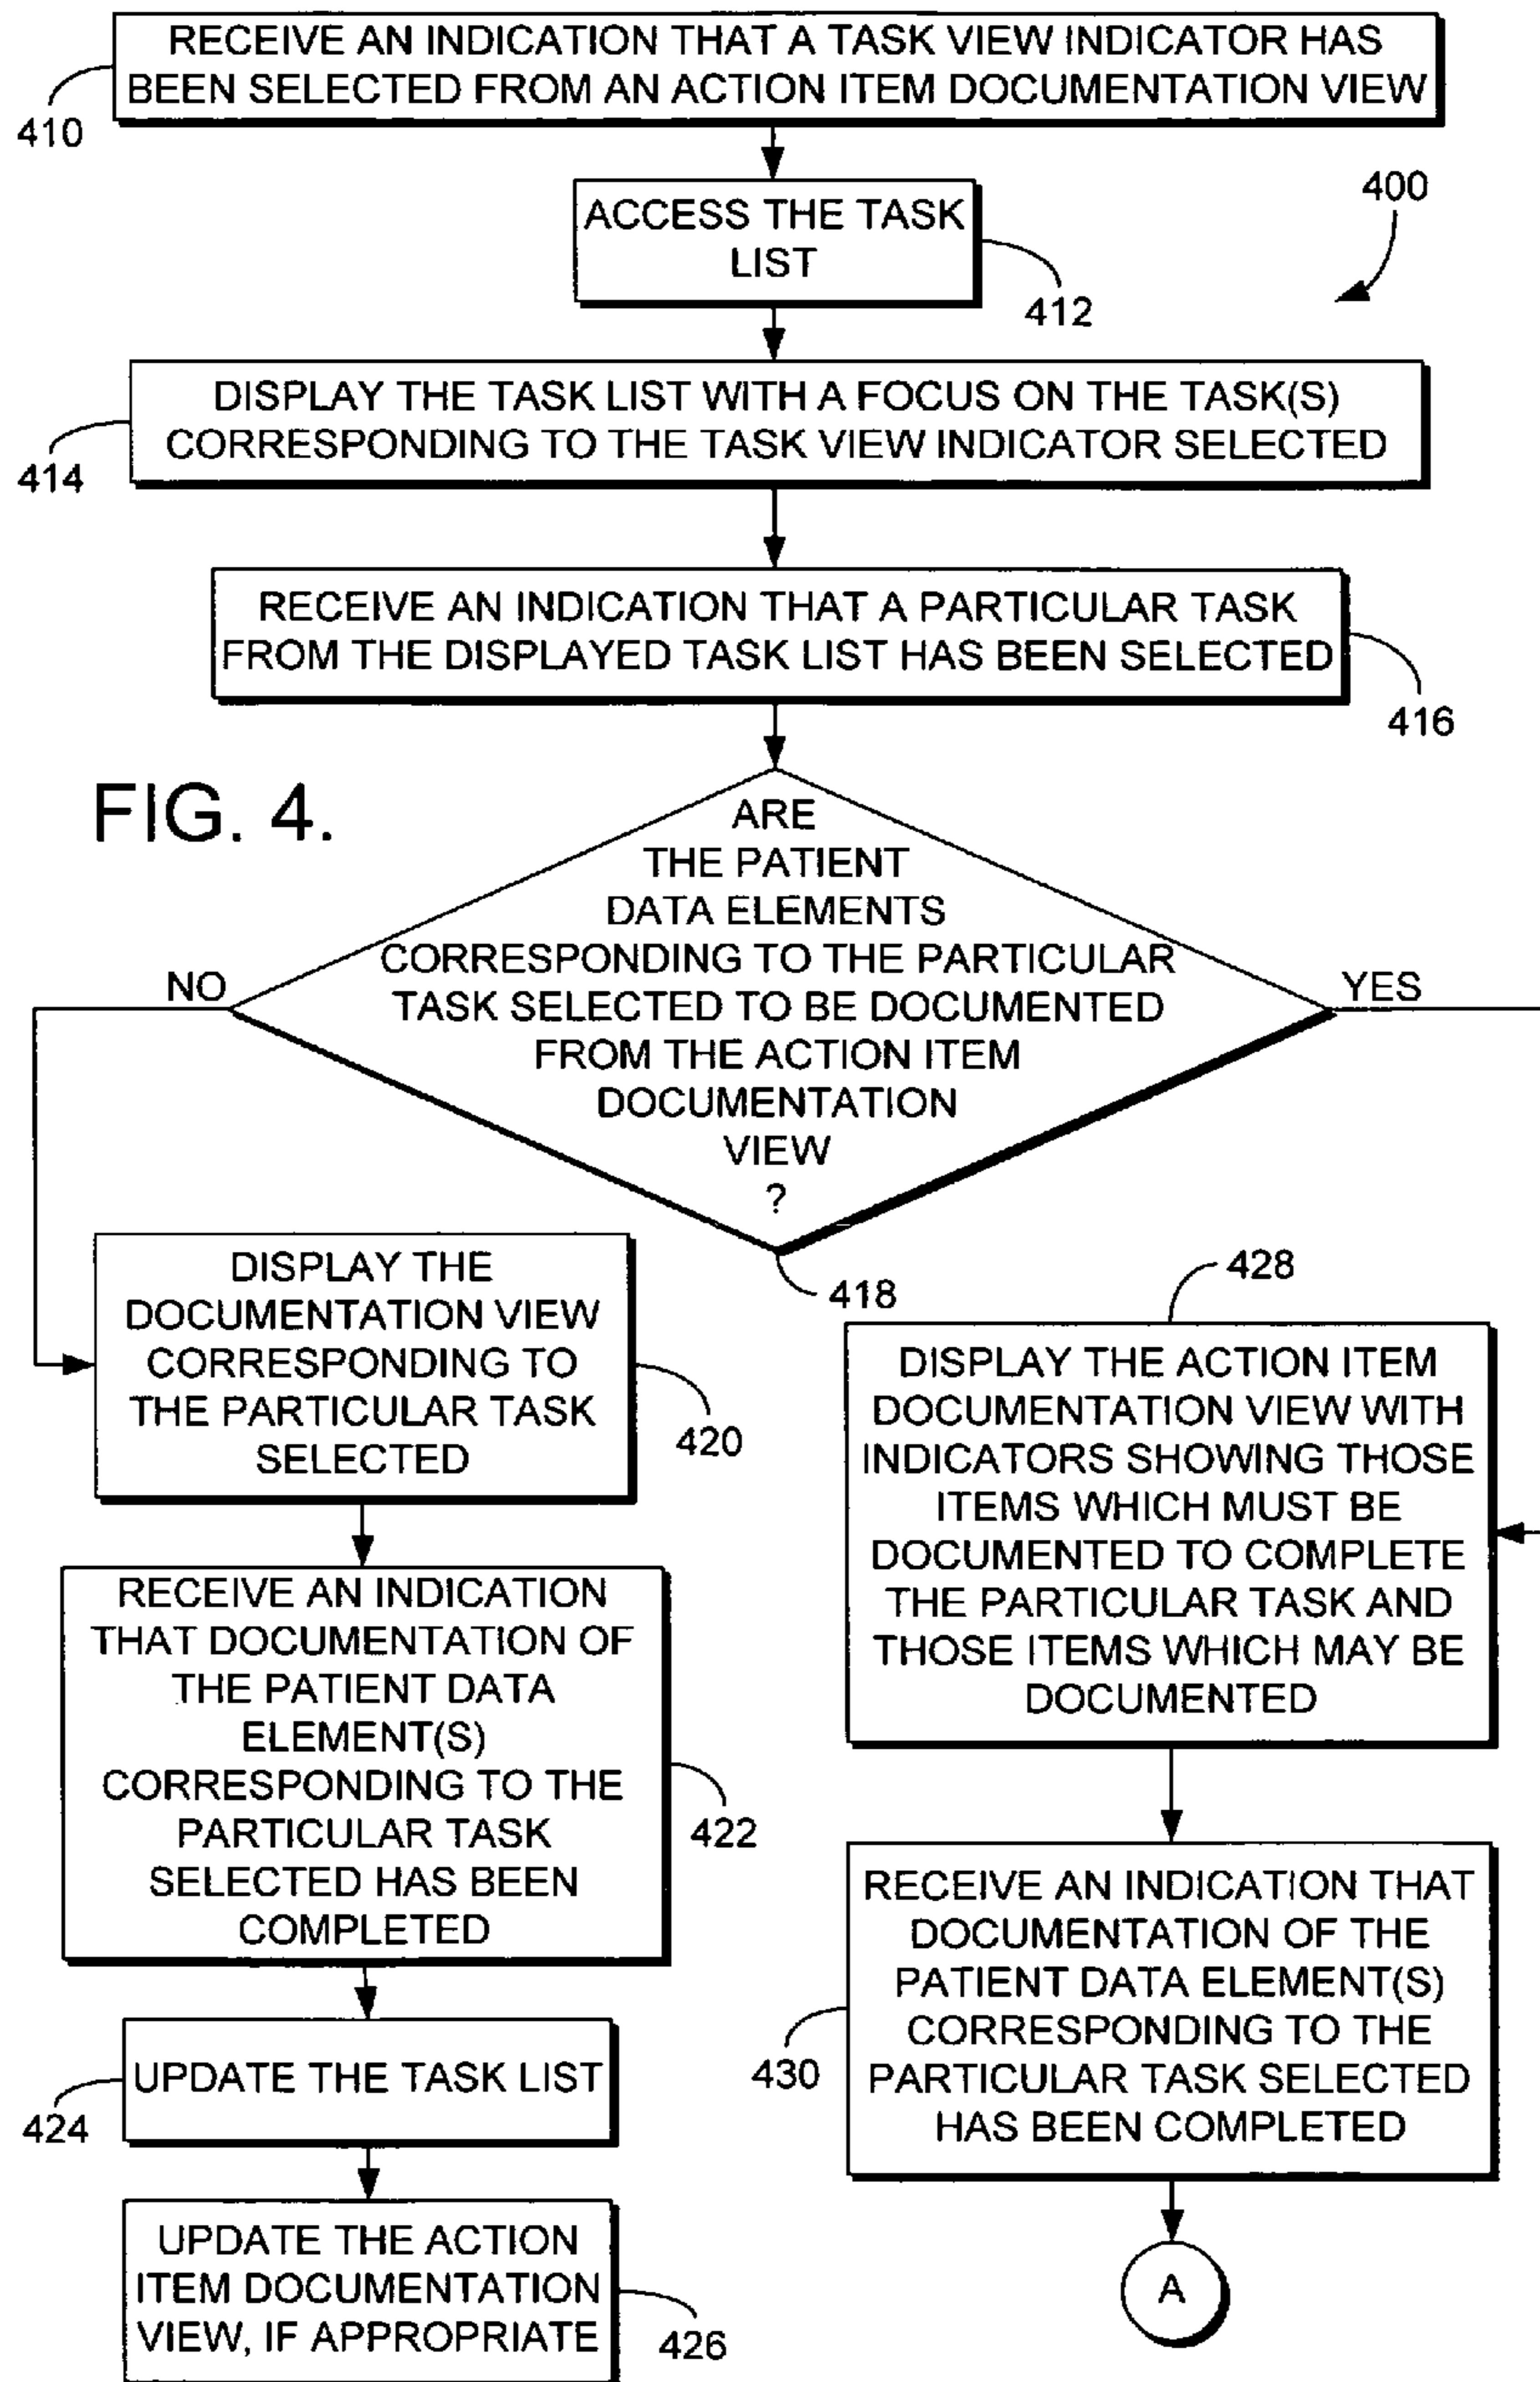 RECEIVE AN INDICATION THAT A TASK VIEW INDICATOR HAS
BEEN SELECTED FROM AN ACTION ITEM DOCUMENTATION VIEW
410
ACCESS THE TASK
LIST
412
400
DISPLAY THE TASK LIST WITH A FOCUS ON THE TASK(S)
CORRESPONDING TO THE TASK VIEW INDICATOR SELECTED
414
RECEIVE AN INDICATION THAT A PARTICULAR TASK
FROM THE DISPLAYED TASK LIST HAS BEEN SELECTED
416
FIG. 4.
ARE
THE PATIENT
DATA ELEMENTS
CORRESPONDING TO THE PARTICULAR
TASK SELECTED TO BE DOCUMENTED
FROM THE ACTION ITEM
DOCUMENTATION
VIEW
?
418
NO
YES
DISPLAY THE
DOCUMENTATION VIEW
CORRESPONDING TO
THE PARTICULAR TASK
SELECTED
420
RECEIVE AN INDICATION
THAT DOCUMENTATION OF
THE PATIENT DATA
ELEMENT(S)
CORRESPONDING TO THE
PARTICULAR TASK
SELECTED HAS BEEN
COMPLETED
422
UPDATE THE TASK LIST
424
UPDATE THE ACTION
ITEM DOCUMENTATION
VIEW, IF APPROPRIATE
426
428
DISPLAY THE ACTION ITEM
DOCUMENTATION VIEW WITH
INDICATORS SHOWING THOSE
ITEMS WHICH MUST BE
DOCUMENTED TO COMPLETE
THE PARTICULAR TASK AND
THOSE ITEMS WHICH MAY BE
DOCUMENTED
RECEIVE AN INDICATION THAT
DOCUMENTATION OF THE
PATIENT DATA ELEMENT(S)
CORRESPONDING TO THE
PARTICULAR TASK SELECTED
HAS BEEN COMPLETED
430
A